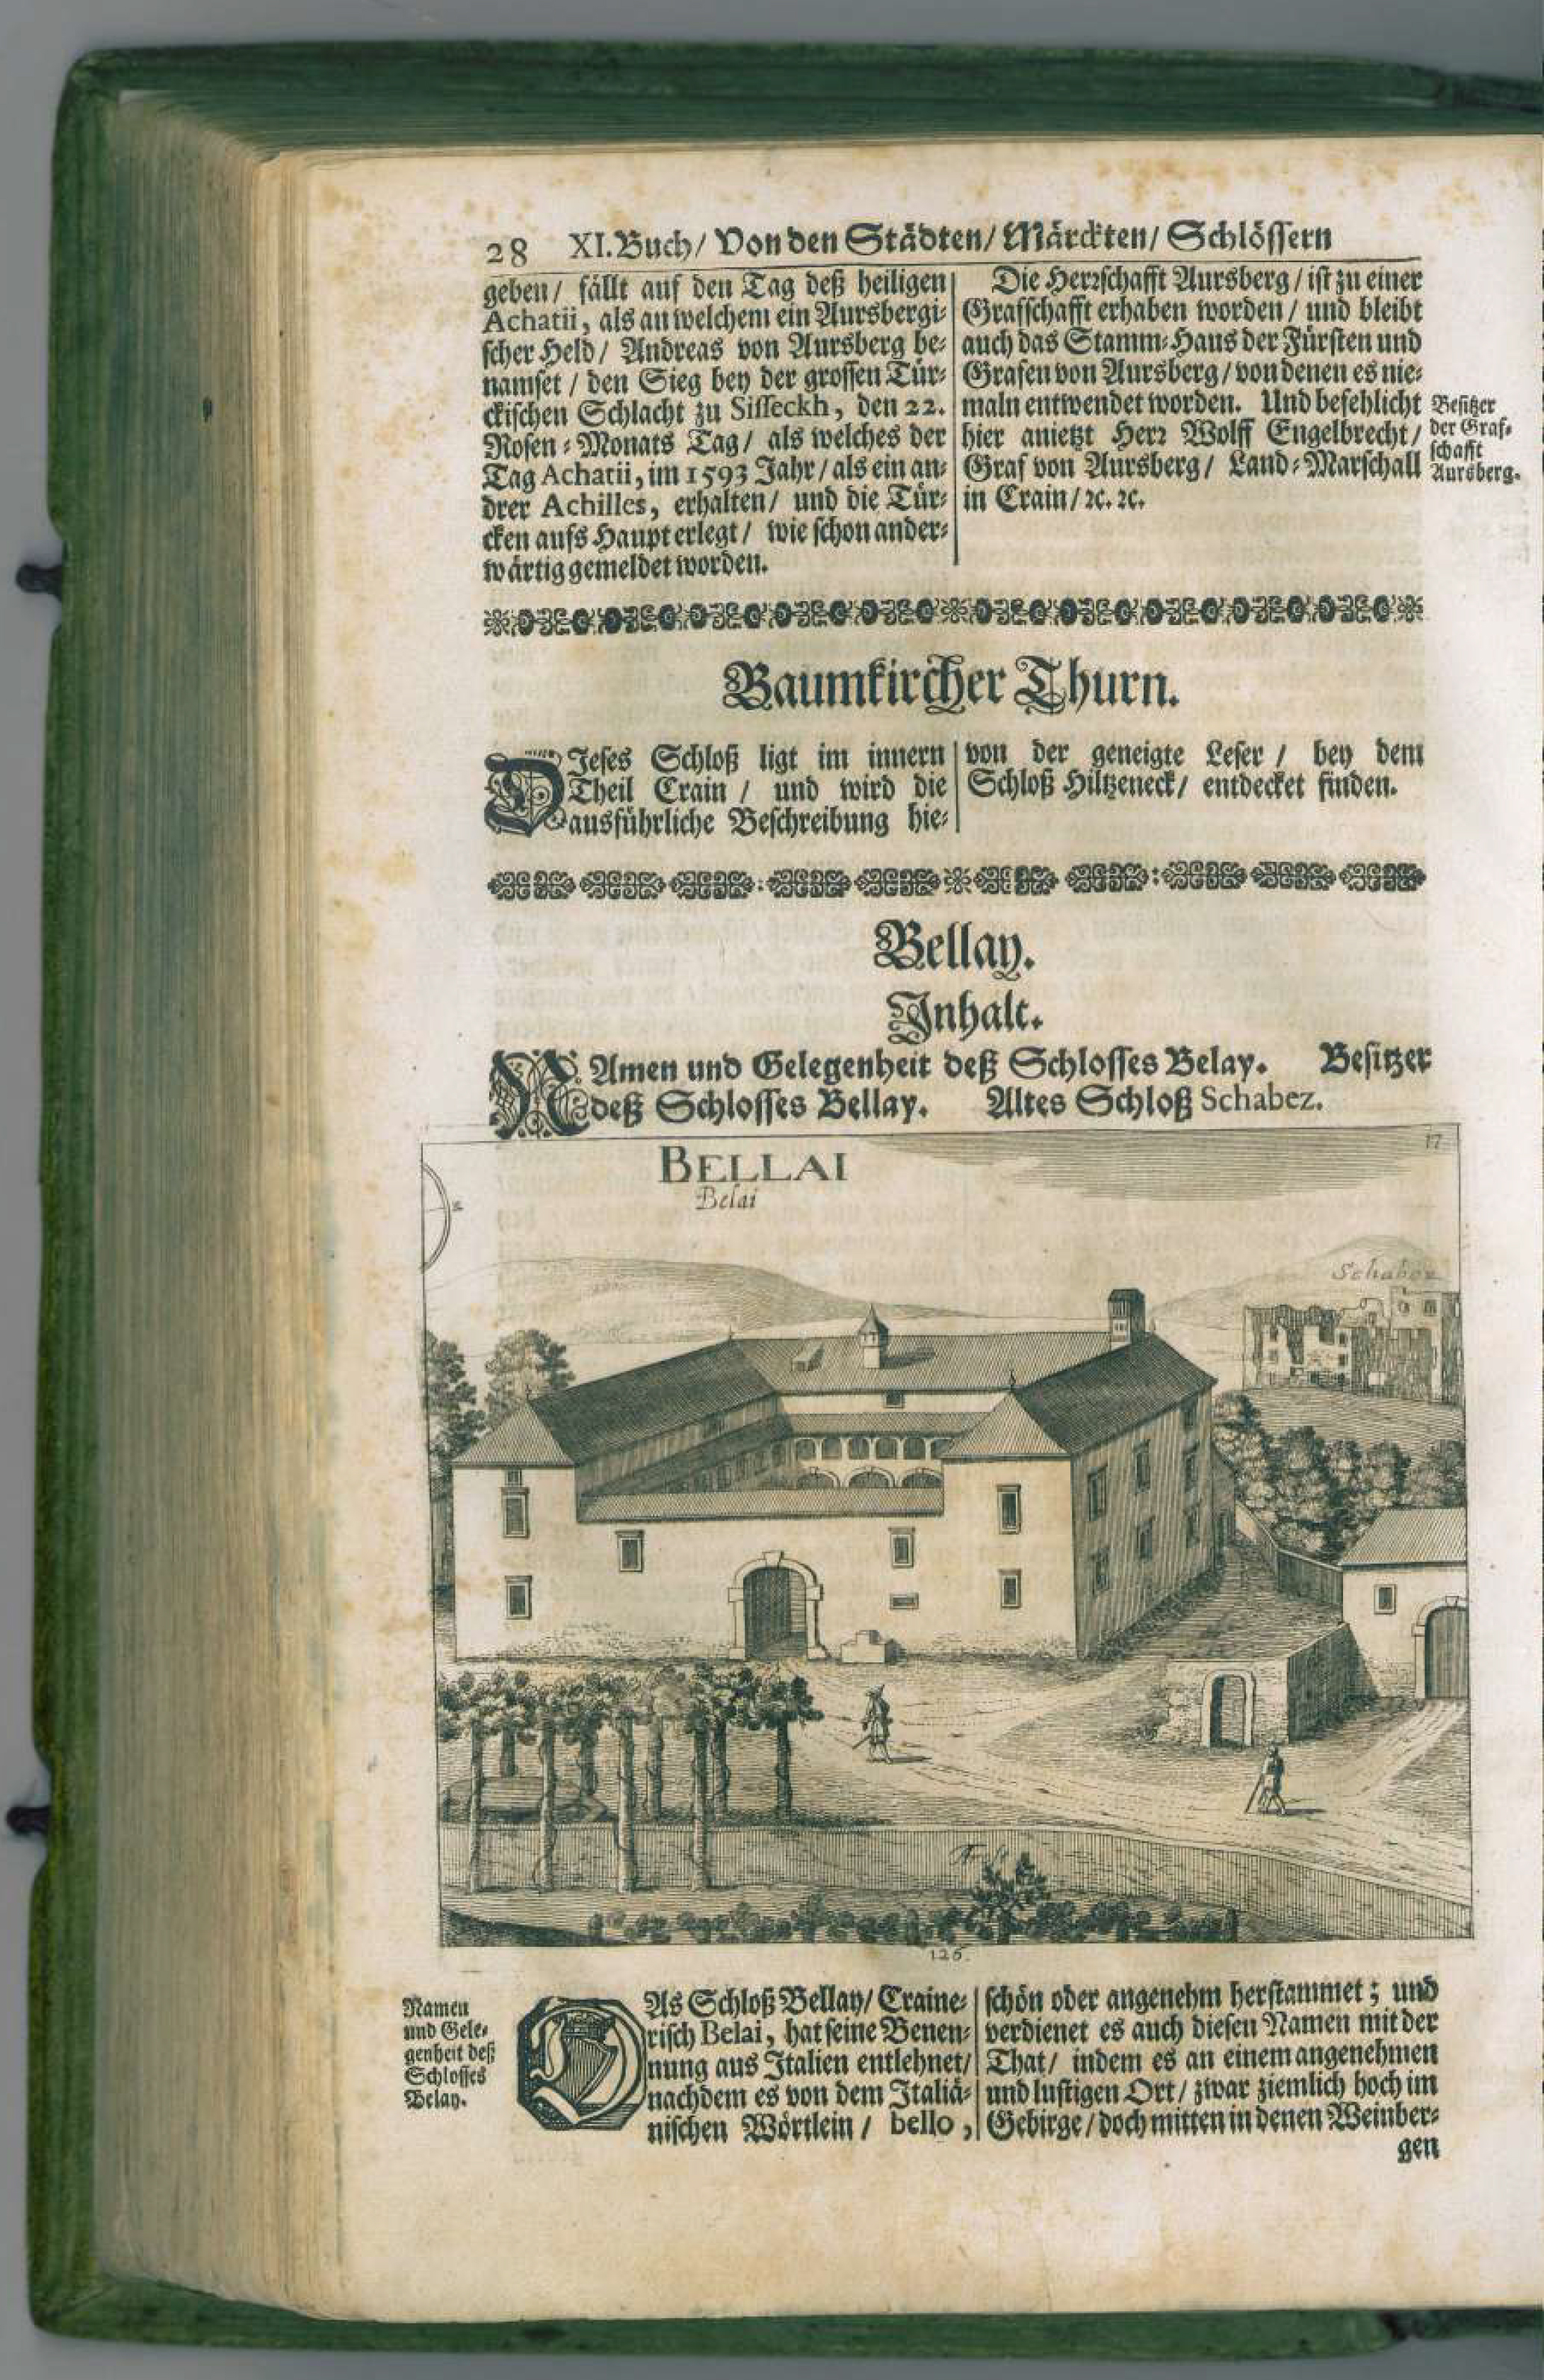 28 XI. Buch/ Von den Städten/ Märckten/ Schlössern
geben/ fällt auf den Tag deß heiligen
Achatii, als an welchem ein Aursbergi-
scher Held/ Andreas von Aursberg be-
namset / den Sieg bey der grossen Tür-
ckischen Schlacht zu Sisseckh, den 22.
Rosen-Monats Tag/ als welches der
Tag Achatii, im 1593 Jahr/ als ein an-
drer Achilles, erhalten/ und die Tür-
cken aufs Haupt erlegt/ wie schon ander-
wärtig gemeldet worden.
Die Herrschafft Aursberg / ist zu einer
Grafschafft erhaben worden / und bleibt
auch das Stamm-Haus der Fürsten und
Grafen von Aursberg/ von denen es nie-
maln entwendet worden. Und befehlicht
hier anietzt Herr Wolff Engelbrecht/
Graf von Aursberg/ Land-Marschall
in Crain/ ꝛc. ꝛc.
Besitzer
der Graf-
schafft
Aursberg.
Baumkircher Thurn.
DIeses Schloß ligt im innern
Theil Crain / und wird die
ausführliche Beschreibung hie-
von der geneigte Leser / bey dem
Schloß Hiltzeneck/ entdecket finden.
Bellay.
Inhalt.
NAmen und Gelegenheit deß Schlosses Belay. Besitzer
deß Schlosses Bellay. Altes Schloß Schabez.
17
BELLAI
Belai
Schabez
126.
Namen
und Gele-
genheit deß
Schlosses
Belay.
DAs Schloß Bellay/ Craine-
risch Belai, hat seine Benen-
nung aus Italien entlehnet/
nachdem es von dem Italiä-
nischen Wörtlein / bello,
schön oder angenehm herstammet; und
verdienet es auch diesen Namen mit der
That/ indem es an einem angenehmen
und lustigen Ort/ zwar ziemlich hoch im
Gebirge/ doch mitten in denen Weinber-
gen